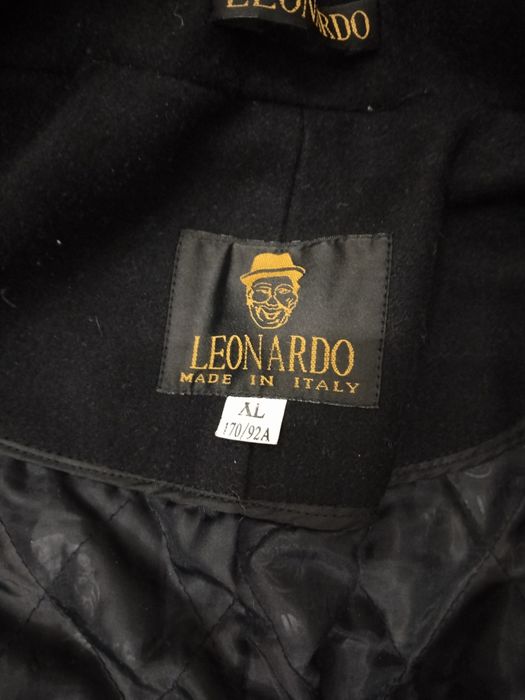 LEONARDO
LEONARDO
MADE IN ITALY
XL
170/92A